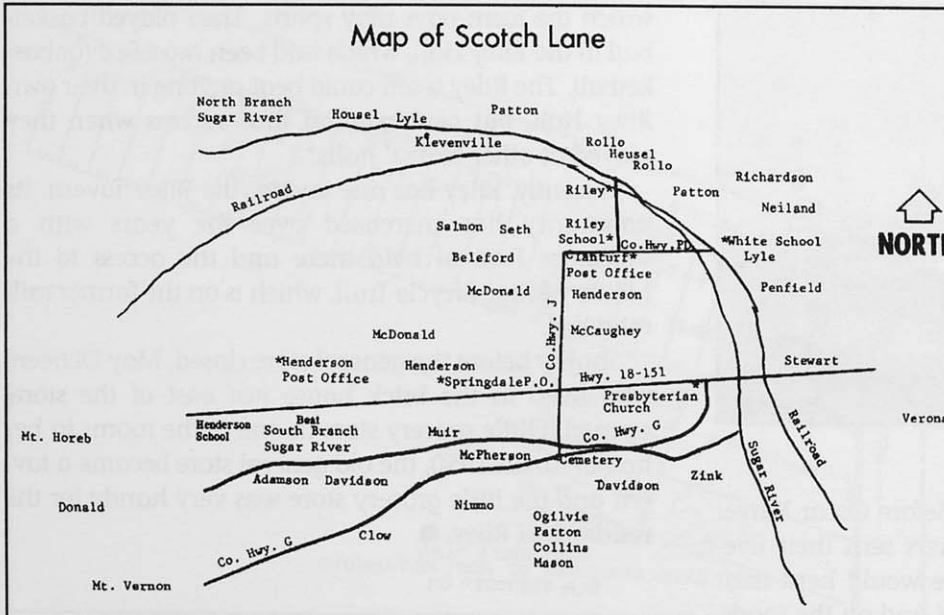 Map of Scotch Lane
North Branch
Sugar River
Housel
Lyle
Patton
Klevenville
Rollo
Heusel
Rollo
Railroad
Riley*
Patton
Richardson
Neiland
NORTH
Salmon
Seth
Riley
School*
Co.Hwy.PD
*White School
Lyle
Beleford
Post Office
Penfield
McDonald
Henderson
Co.Hwy. J
McDonald
McCaughey
*Henderson
Post Office
Henderson
*Springdale P.O.
Hwy. 18-151
Stewart
*
Presbyterian
Church
Verona
Henderson
School
South Branch
Sugar River
Muir
Co. Hwy. G
Mt. Horeb
McPherson
Cemetery
Railroad
Adamson
Davidson
Davidson
Zink
Sugar River
Donald
Nimmo
Ogilvie
Patton
Collins
Mason
Co. Hwy. G
Clow
Mt. Vernon